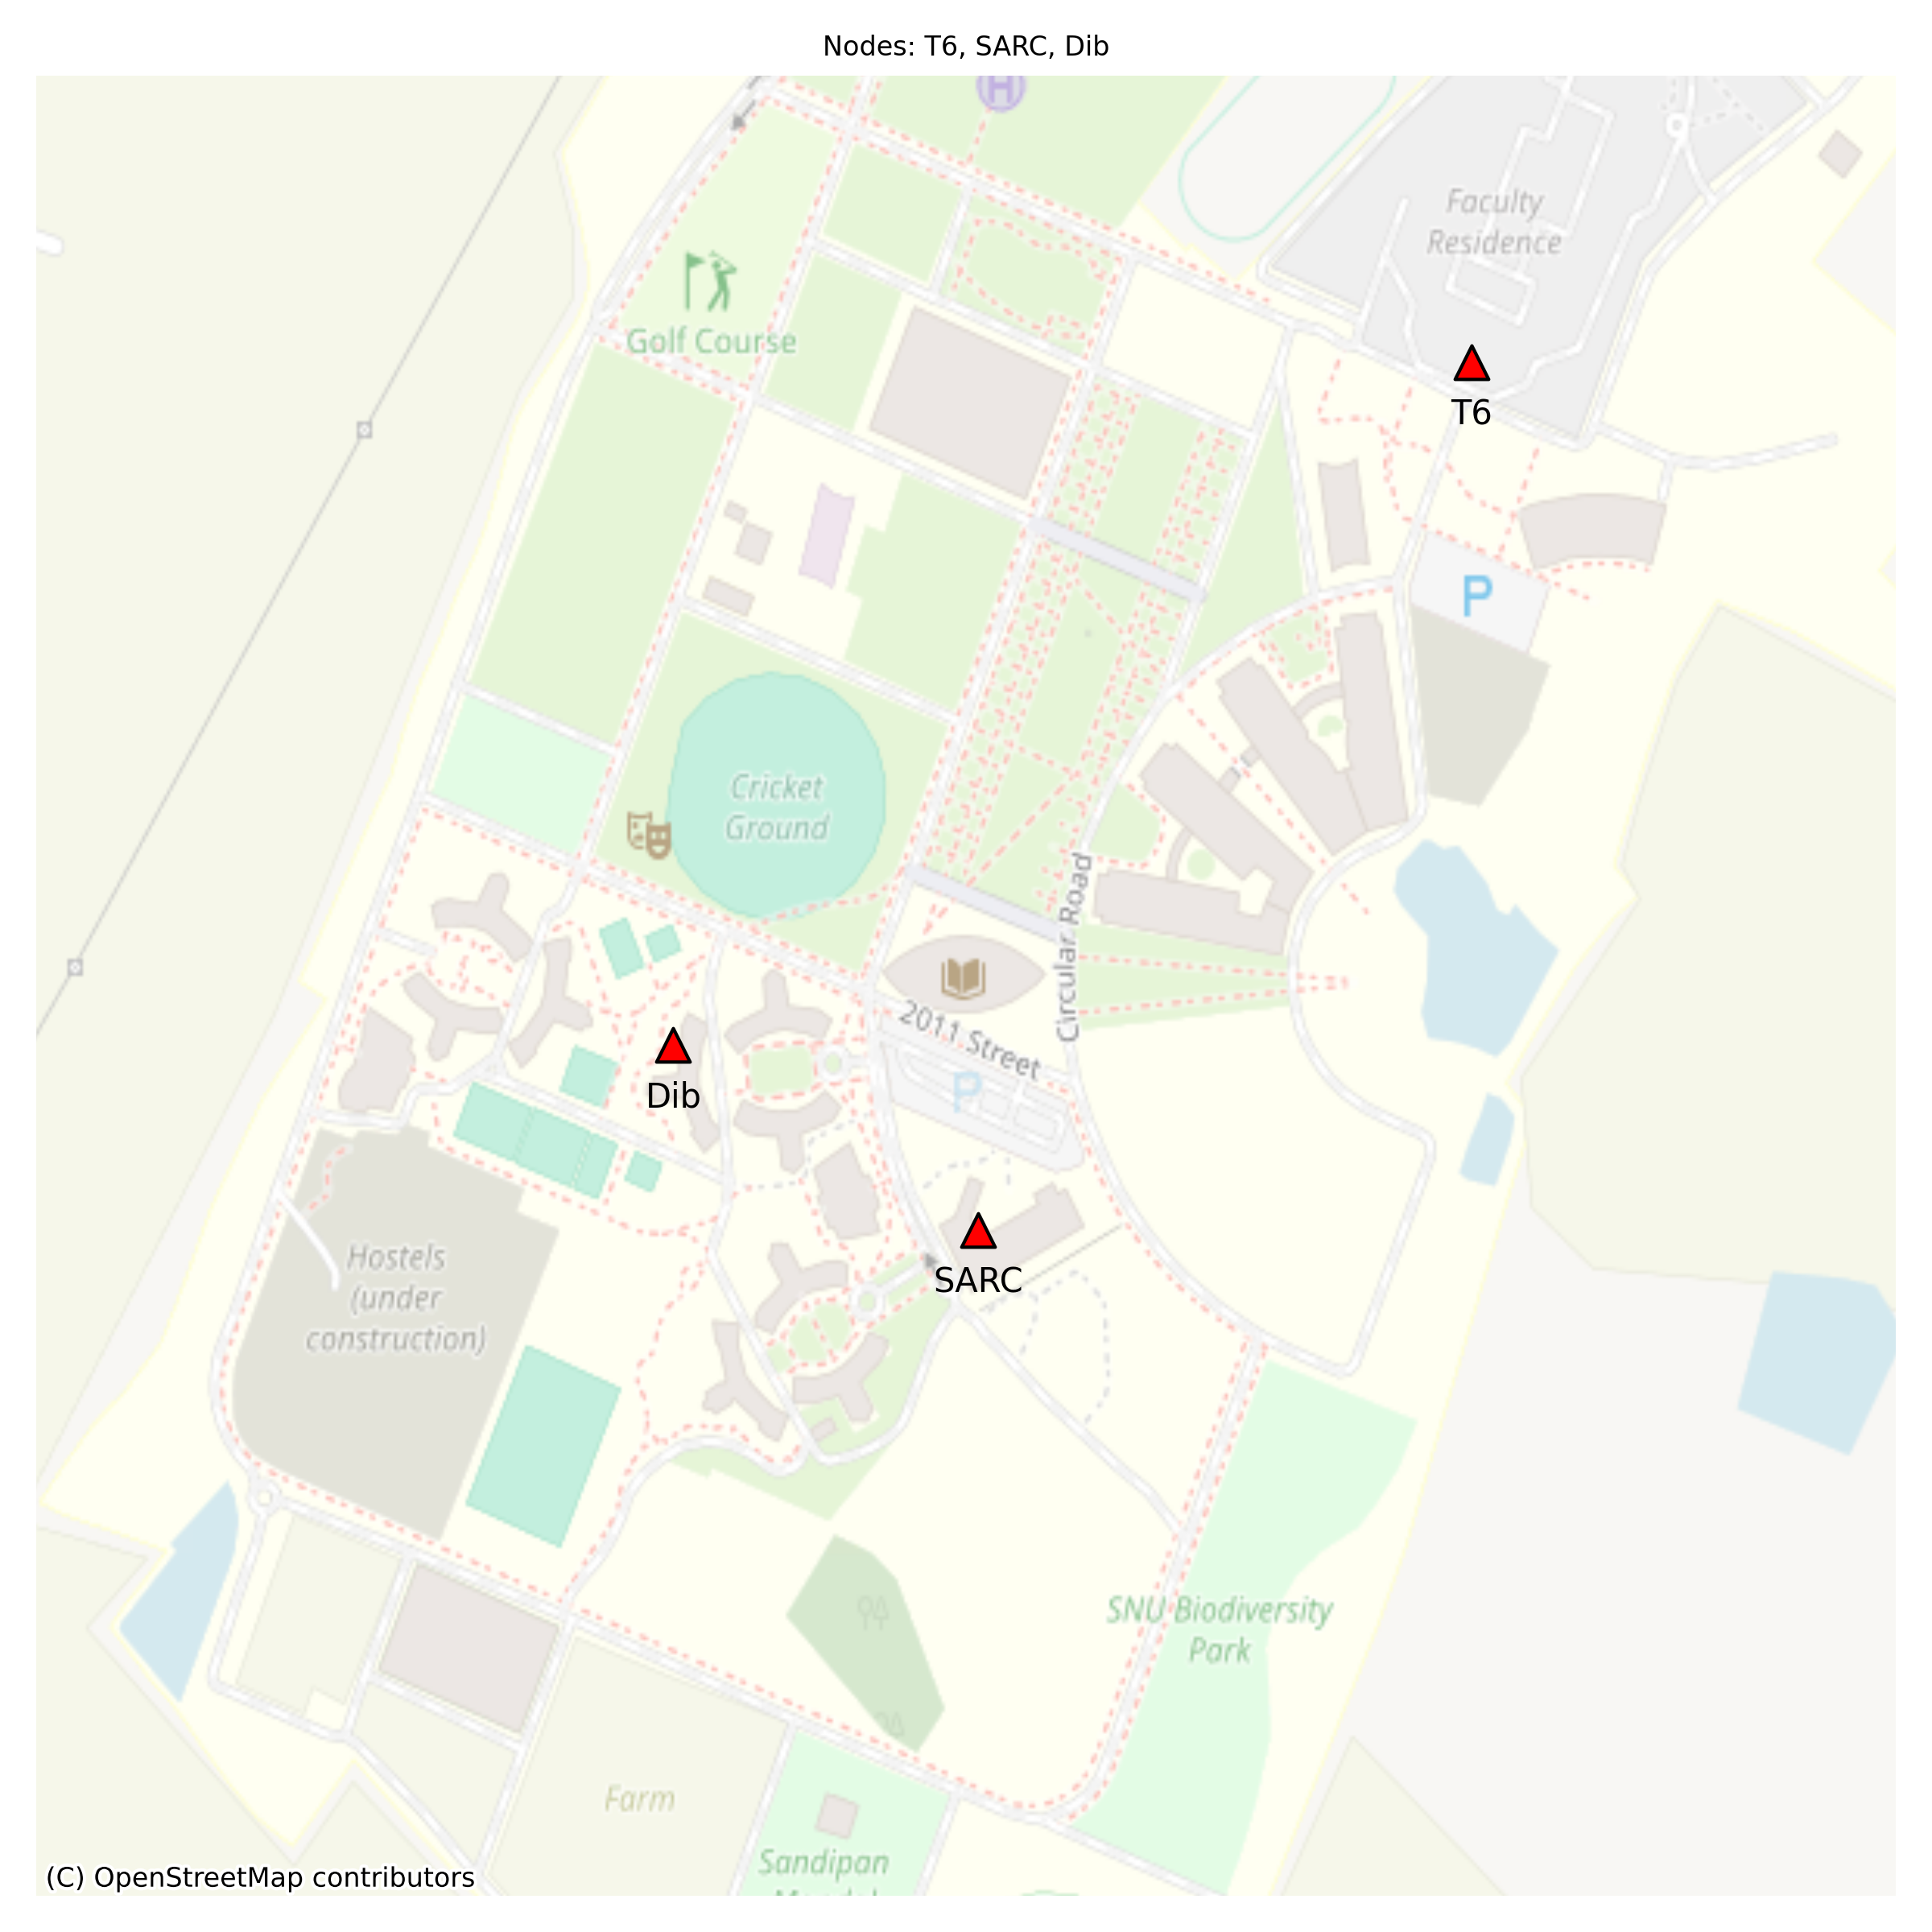 Nodes: T6, SARC, Dib
H
Faculty
Residence
Golf Course
T6
P
Cricket
Ground
Circular Road
2011 Street
P
Dib
SARC
Hostels
(under
construction)
SNU Biodiversity
Park
Farm
Sandipan
(C) OpenStreetMap contributors